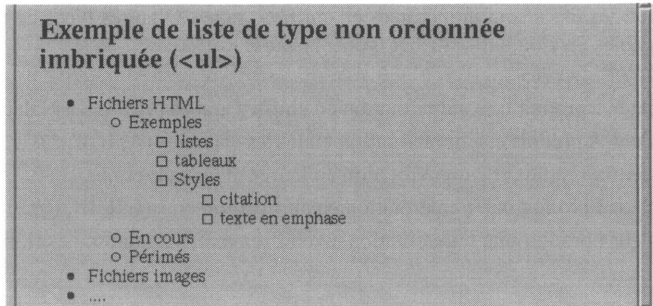 Exemple de liste de type non ordonnée
imbriquée (<ul>)
Fichiers HTML
Exemples
listes
tableaux
Styles
citation
texte en emphase
En cours
Périmés
Fichiers images
....